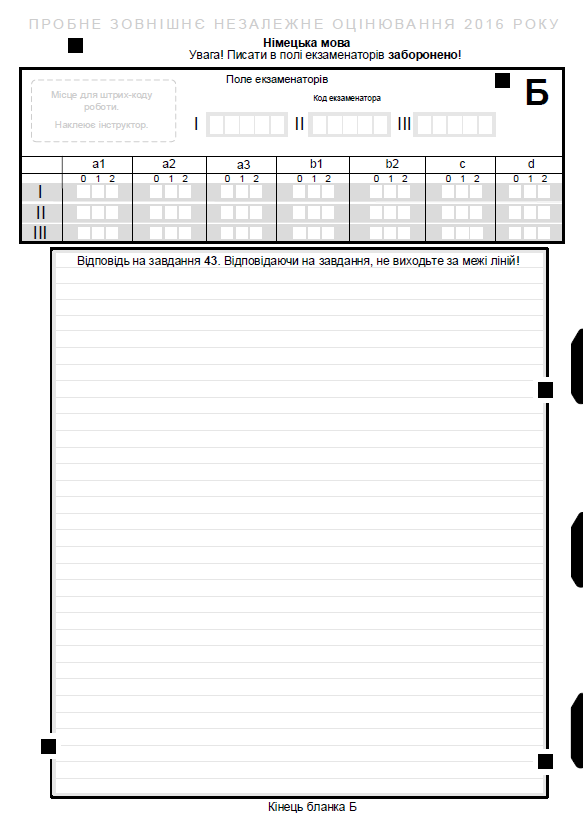 ПРОБНЕ ЗОВНІШНЄ НЕЗАЛЕЖНЕ ОЦІНЮВАННЯ 2016 РОКУ
Німецька мова
Увага! Писати в полі екзаменаторів заборонено!
Поле екзаменаторів
Б
Місце для штрих-коду
роботи.
Наклеює інструктор.
Код екзаменатора
I II III
a1 a2 a3 b1 b2 c d
0 1 2 0 1 2 0 1 2 0 1 2 0 1 2 0 1 2 0 1 2
I
II
III
Відповідь на завдання 43. Відповідаючи на завдання, не виходьте за межі ліній!
Кінець бланка Б